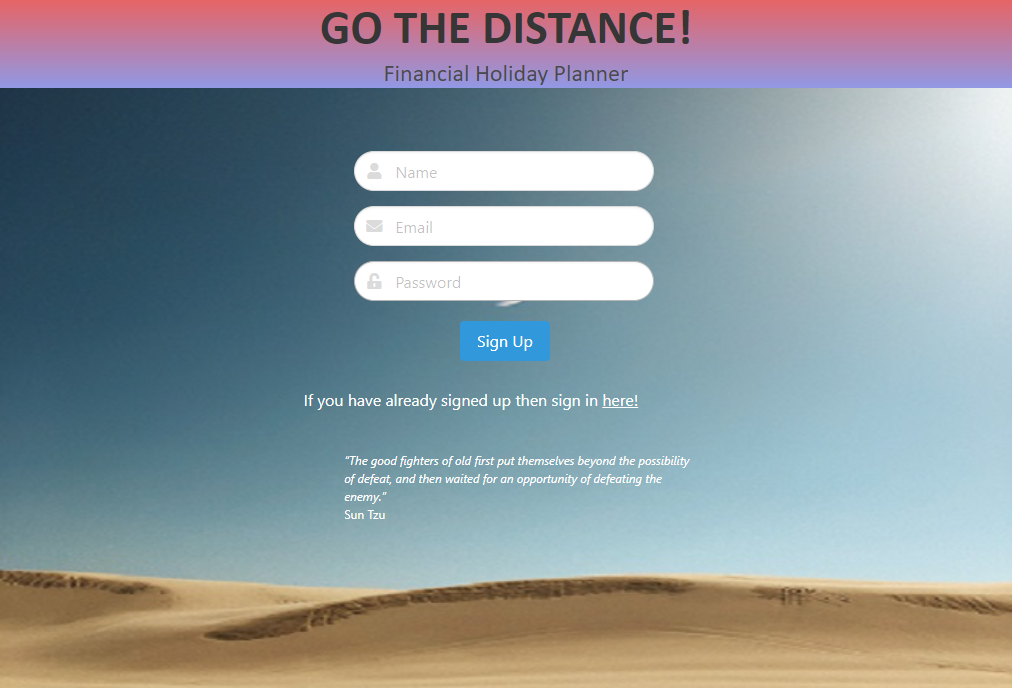 GO THE DISTANCE!
Financial Holiday Planner
Name
Email
Password
Sign Up
If you have already signed up then sign in here!
"The good fighters of old first put themselves beyond the possibility
of defeat, and then waited for an opportunity of defeating the
enemy."
Sun Tzu